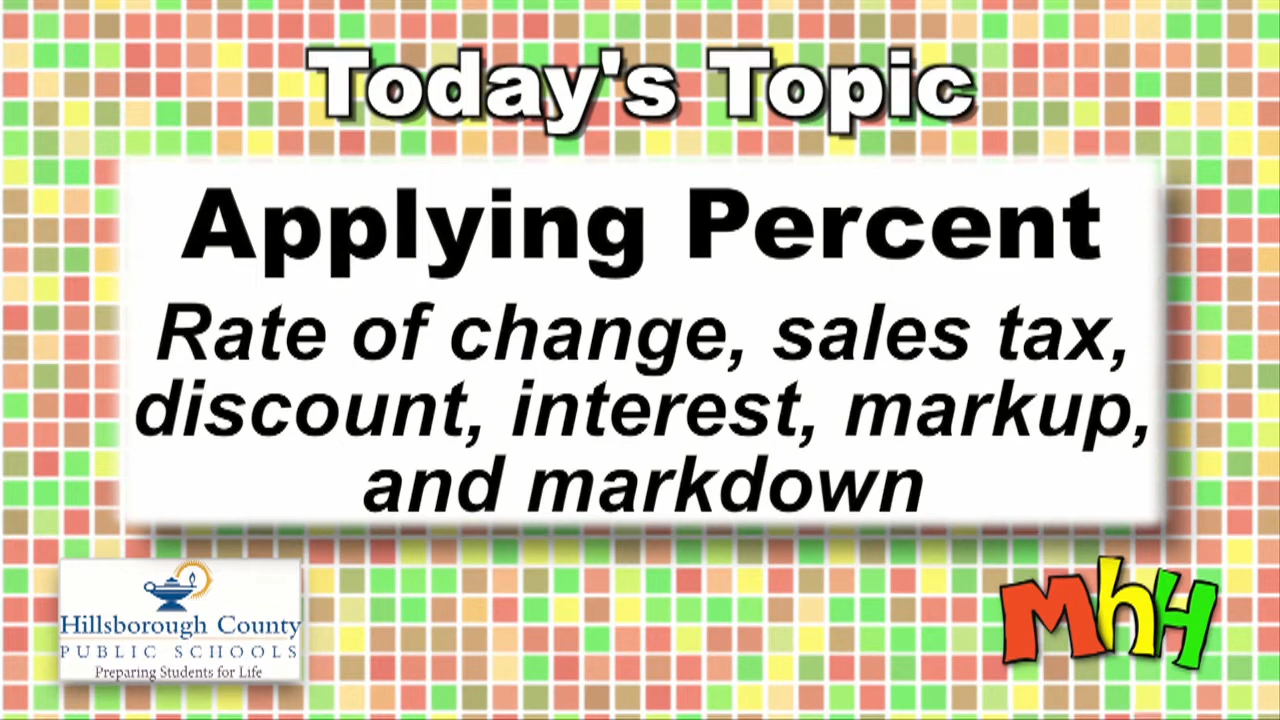 Today's Topic
Applying Percent
Rate of change, sales tax,
discount, interest, markup,
and markdown
Hillsborough County
PUBLIC SCHOOLS
Preparing Students for Life
MhH